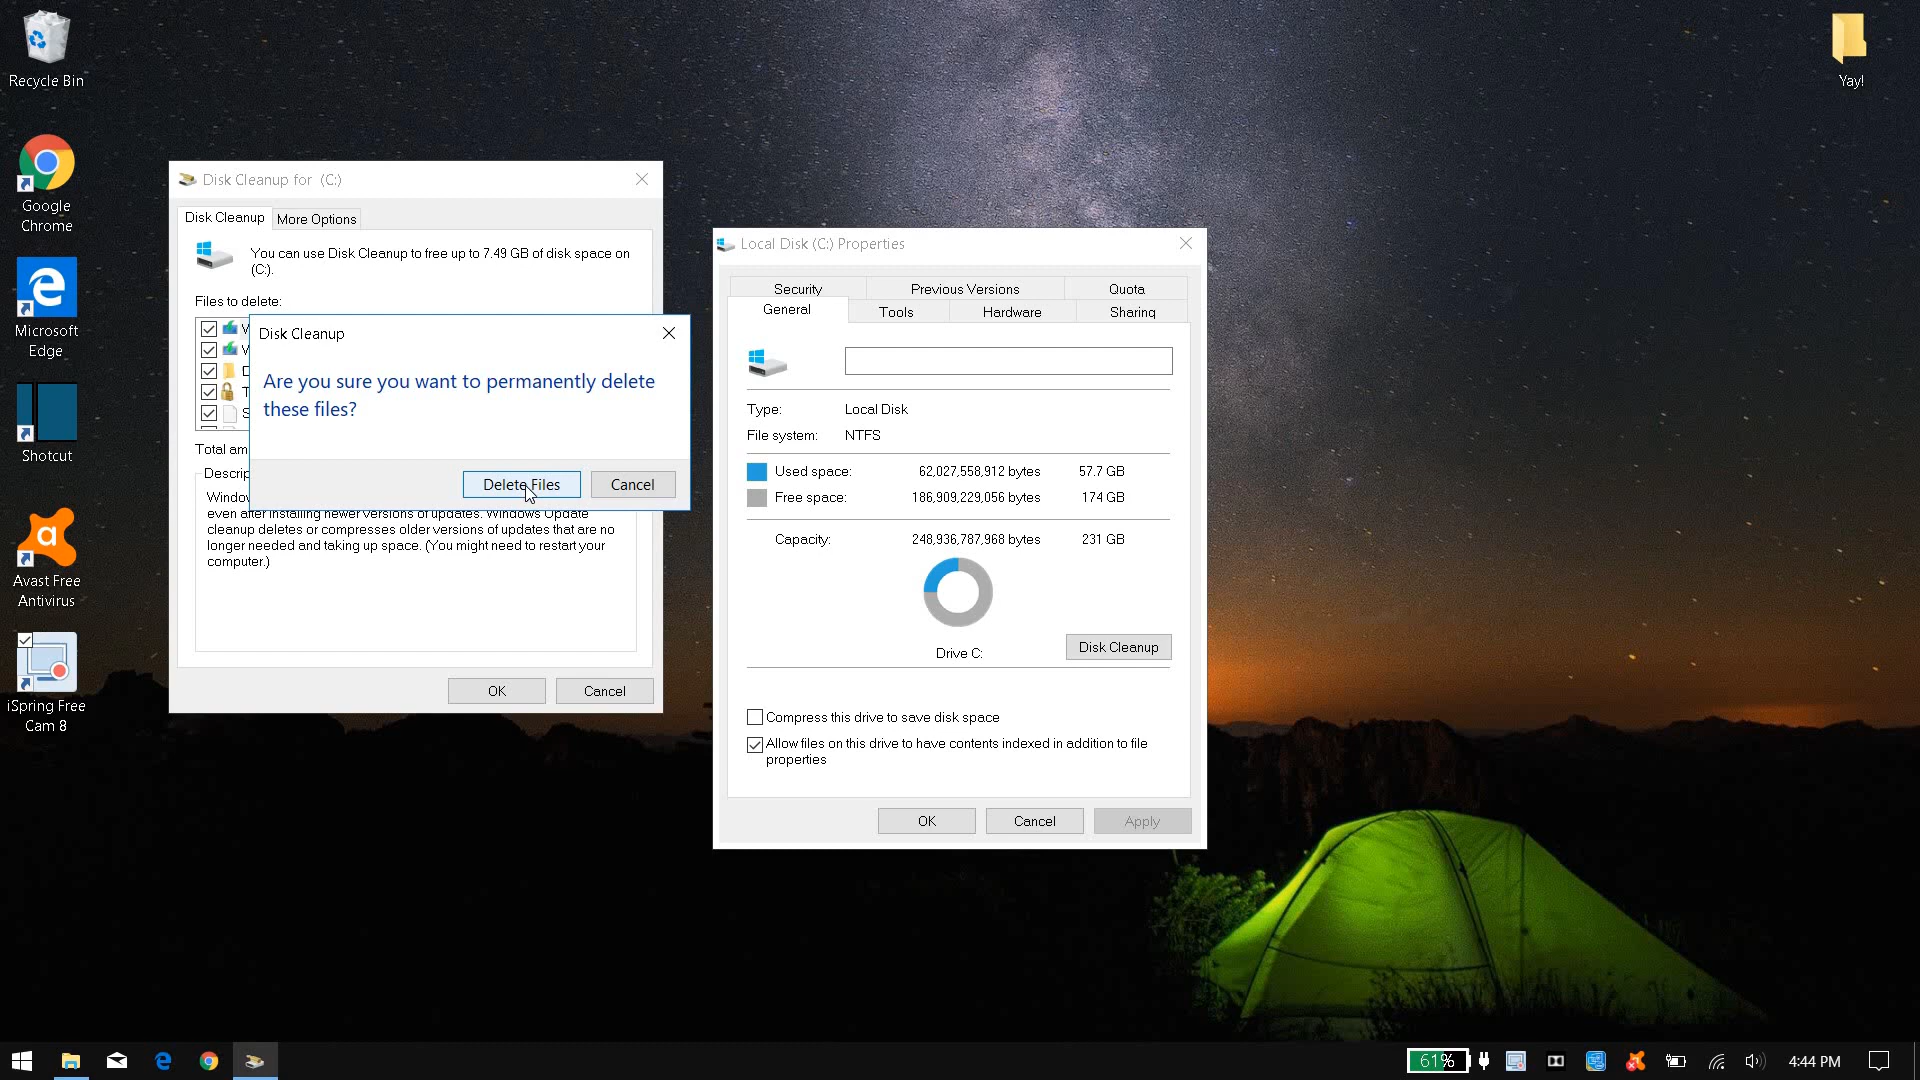 Recycle Bin
Google
Chrome
Microsoft
Edge
Shotcut
Avast Free
Antivirus
iSpring Free
Cam 8
Yay!
Disk Cleanup for (C:)
Disk Cleanup
More Options
You can use Disk Cleanup to free up to 7.49 GB of disk space on
(C:).
Files to delete:
Total am
Descrip
Window
even after installing newer versions of updates. Windows Update
cleanup deletes or compresses older versions of updates that are no
longer needed and taking up space. (You might need to restart your
computer.)
OK
Cancel
Disk Cleanup
Are you sure you want to permanently delete
these files?
Delete Files
Cancel
Local Disk (C:) Properties
Security
Previous Versions
Quota
General
Tools
Hardware
Sharing
Type: Local Disk
File system: NTFS
Used space: 62,027,558,912 bytes 57.7 GB
Free space: 186,909,229,056 bytes 174 GB
Capacity: 248,936,787,968 bytes 231 GB
Drive C:
Disk Cleanup
Compress this drive to save disk space
Allow files on this drive to have contents indexed in addition to file
properties
OK
Cancel
Apply
61%
4:44 PM